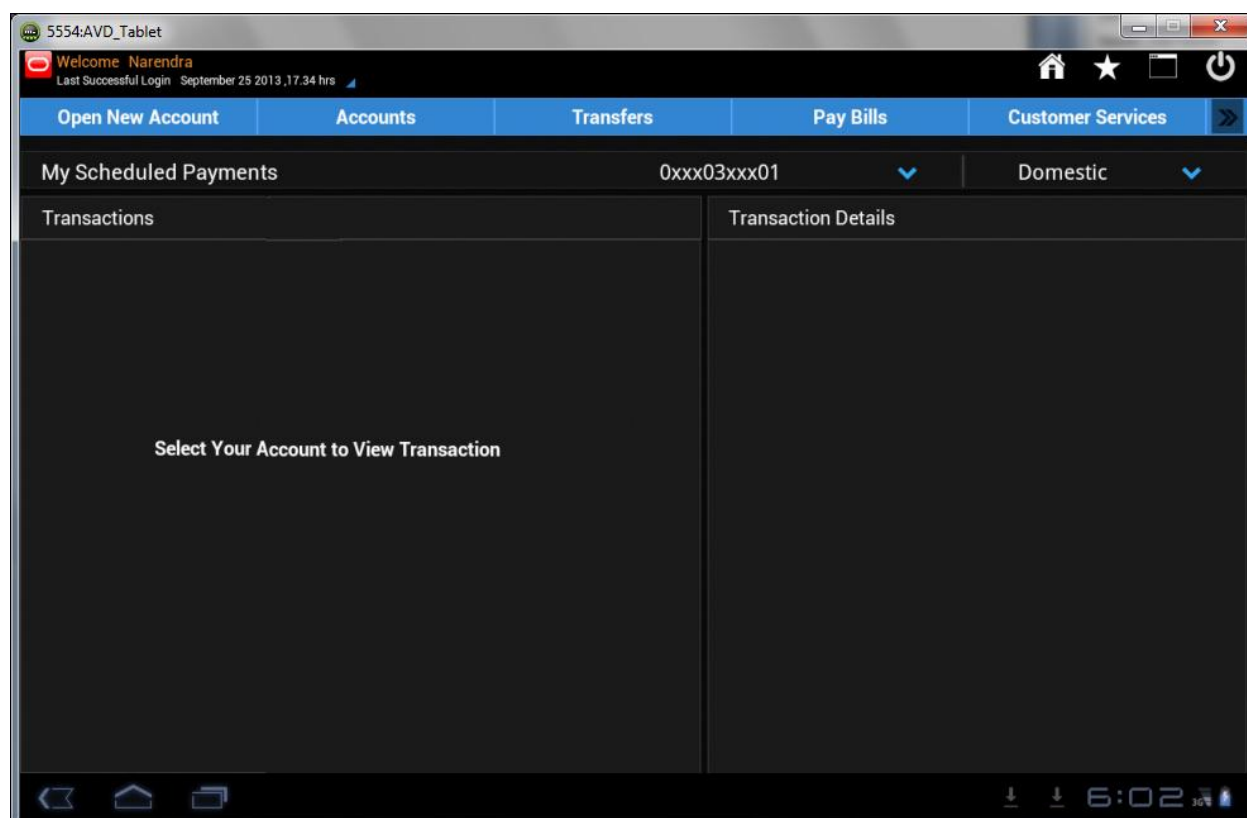 5554:AVD_Tablet
Welcome Narendra
Last Successful Login September 25 2013 ,17.34 hrs
Open New Account Accounts Transfers Pay Bills Customer Services
My Scheduled Payments 0xxx03xxx01 Domestic
Transactions Transaction Details
Select Your Account to View Transaction
6:02 3G